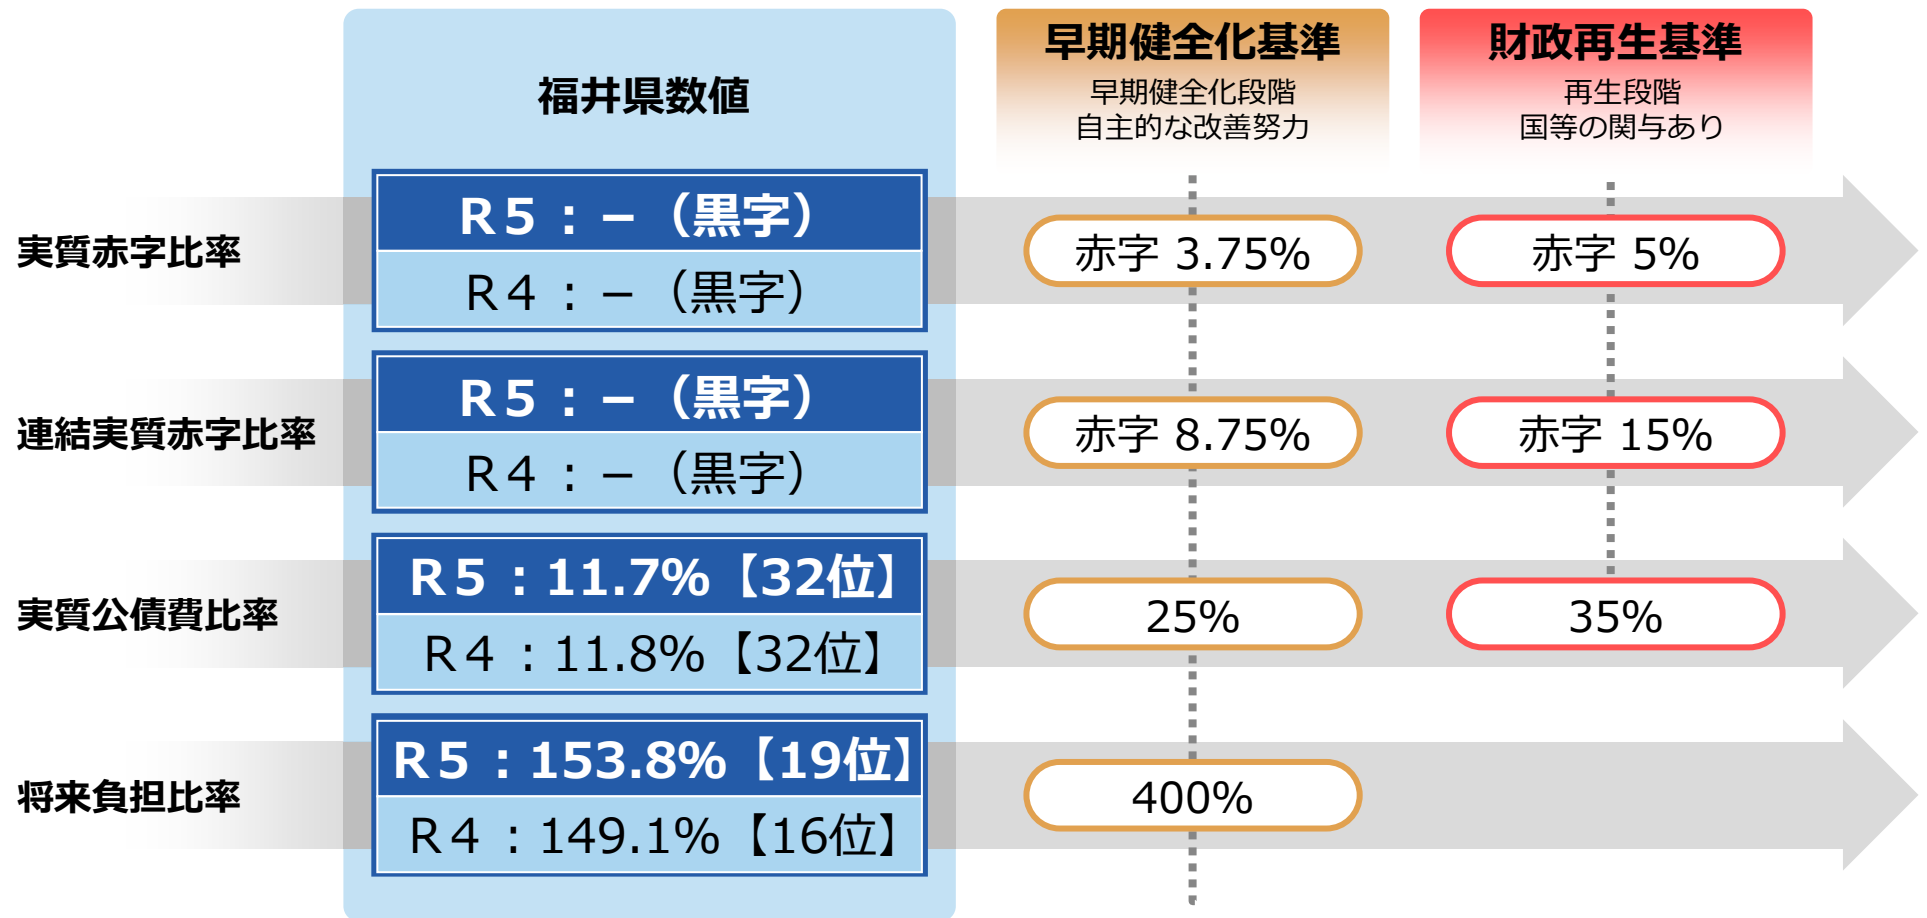 福井県数値
早期健全化基準
早期健全化段階
自主的な改善努力
財政再生基準
再生段階
国等の関与あり
実質赤字比率
R5：－（黒字）
R4：－（黒字）
赤字 3.75%
赤字 5%
連結実質赤字比率
R5：－（黒字）
R4：－（黒字）
赤字 8.75%
赤字 15%
実質公債費比率
R5：11.7%【32位】
R4：11.8%【32位】
25%
35%
将来負担比率
R5：153.8%【19位】
R4：149.1%【16位】
400%